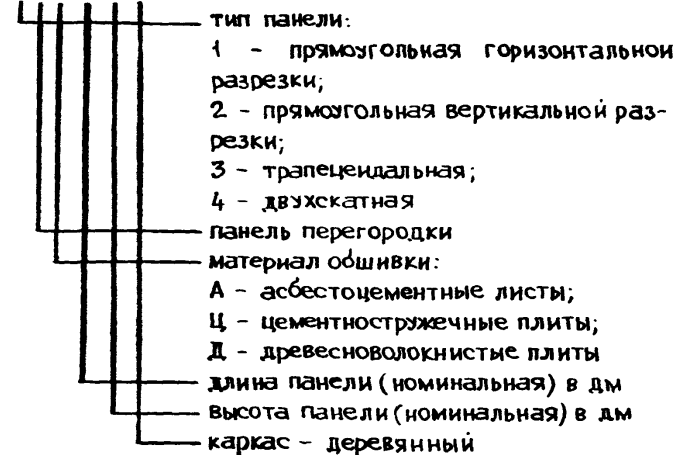 тип панели:
1 - прямоугольная горизонтальной
разрезки;
2 - прямоугольная вертикальной раз-
резки;
3 - трапецеидальная;
4 - двухскатная
панель перегородки
материал обшивки:
А - асбестоцементные листы;
Ц - цементностружечные плиты;
Д - древесноволокнистые плиты
длина панели (номинальная) в дм
высота панели (номинальная) в дм
каркас - деревянный